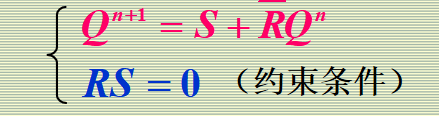 Qⁿ⁺¹ = S + R̅Qⁿ
RS = 0 （约束条件）